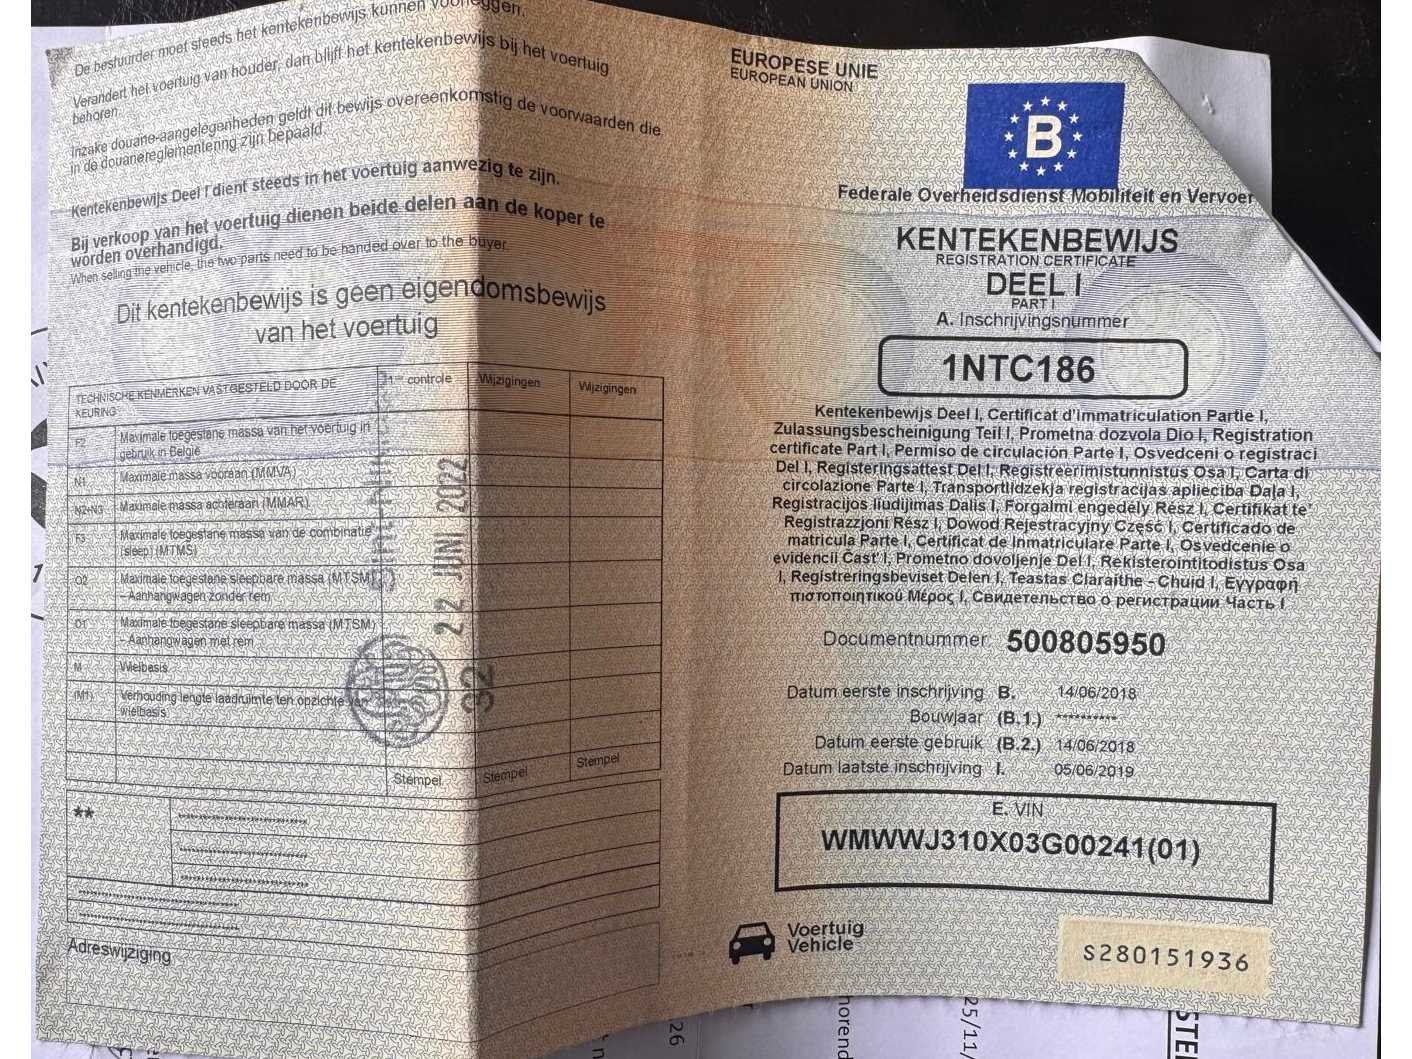 De bestuurder moet steeds het kentekenbewijs kunnen voorleggen.
Verandert het voertuig van houder, dan blijft het kentekenbewijs bij het voertuig
behoren.
Inzake douane-aangelegenheden geldt dit bewijs overeenkomstig de voorwaarden die
in de douanereglementering zijn bepaald.
Kentekenbewijs Deel I dient steeds in het voertuig aanwezig te zijn.
Bij verkoop van het voertuig dienen beide delen aan de koper te
worden overhandigd.
When selling the vehicle, the two parts need to be handed over to the buyer.
Dit kentekenbewijs is geen eigendomsbewijs
van het voertuig
TECHNISCHE KENMERKEN VASTGESTELD DOOR DE
KEURING
controle
Wijzigingen
Wijzigingen
F2 Maximale toegestane massa van het voertuig in
gebruik in België
N1 Maximale massa vooraan (MMVA)
N2+N3 Maximale massa achteraan (MMAR)
F3 Maximale toegestane massa van de combinatie
(sleep) (MTMS)
O2 Maximale toegestane sleepbare massa (MTSM)
– Aanhangwagen zonder rem
O1 Maximale toegestane sleepbare massa (MTSM)
– Aanhangwagen met rem
M Wielbasis
(M1) Verhouding lengte laadruimte ten opzichte van
wielbasis
Stempel
Stempel
Stempel
22 JUNI 2022
32
**
Adreswijziging
EUROPESE UNIE
EUROPEAN UNION
B
Federale Overheidsdienst Mobiliteit en Vervoer
KENTEKENBEWIJS
REGISTRATION CERTIFICATE
DEEL I
PART I
A. Inschrijvingsnummer
1NTC186
Kentekenbewijs Deel I, Certificat d'immatriculation Partie I,
Zulassungsbescheinigung Teil I, Prometna dozvola Dio I, Registration
certificate Part I, Permiso de circulación Parte I, Osvedceni o registraci
Del I, Registeringsattest Del I, Registreerimistunnistus Osa I, Carta di
circolazione Parte I, Transportlidzekja registracijas aplieciba Daļa I,
Registracijos liudijimas Dalis I, Forgalmi engedély Rész I, Certifikat te'
Registrazzjoni Rész I, Dowod Rejestracyjny Część I, Certificado de
matricula Parte I, Certificat de Inmatriculare Parte I, Osvedcenie o
evidencii Cast' I, Prometno dovoljenje Del I, Rekisterointitodistus Osa
I, Registreringsbeviset Delen I, Teastas Claraithe - Chuid I, Εγγραφή
πιστοποιητικού Μέρος I, Свидетельство о регистрации Часть I
Documentnummer 500805950
Datum eerste inschrijving B. 14/06/2018
Bouwjaar (B.1.) **********
Datum eerste gebruik (B.2.) 14/06/2018
Datum laatste inschrijving I. 05/06/2019
E. VIN
WMWWJ310X03G00241(01)
Voertuig
Vehicle
S280151936
26
25/11/